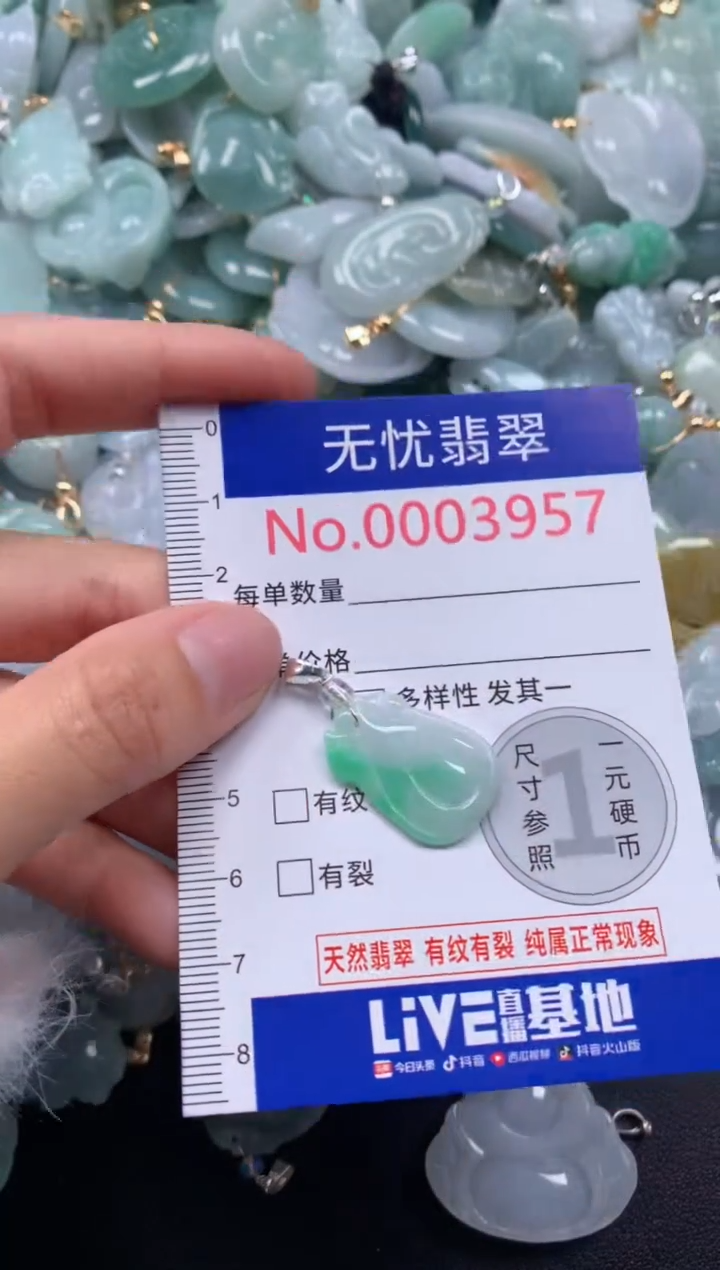 无忧翡翠
No.0003957
0
1
2
每单数量
价格
多样性 发其一
5
有纹
6
有裂
尺寸参照
1
一元硬币
天然翡翠 有纹有裂 纯属正常现象
7
LiVE直播基地
8
今日头条 抖音 西瓜视频 抖音火山版